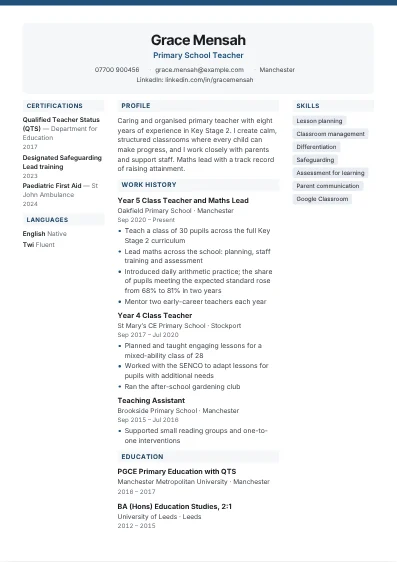 Grace Mensah
Primary School Teacher
07700 900456 · grace.mensah@example.com · Manchester
LinkedIn: linkedin.com/in/gracemensah
CERTIFICATIONS
Qualified Teacher Status
(QTS) — Department for
Education
2017
Designated Safeguarding
Lead training
2023
Paediatric First Aid — St
John Ambulance
2024
LANGUAGES
English Native
Twi Fluent
PROFILE
Caring and organised primary teacher with eight
years of experience in Key Stage 2. I create calm,
structured classrooms where every child can
make progress, and I work closely with parents
and support staff. Maths lead with a track record
of raising attainment.
WORK HISTORY
Year 5 Class Teacher and Maths Lead
Oakfield Primary School · Manchester
Sep 2020 – Present
• Teach a class of 30 pupils across the full Key
Stage 2 curriculum
• Lead maths across the school: planning, staff
training and assessment
• Introduced daily arithmetic practice; the share
of pupils meeting the expected standard rose
from 68% to 81% in two years
• Mentor two early-career teachers each year
Year 4 Class Teacher
St Mary's CE Primary School · Stockport
Sep 2017 – Jul 2020
• Planned and taught engaging lessons for a
mixed-ability class of 28
• Worked with the SENCO to adapt lessons for
pupils with additional needs
• Ran the after-school gardening club
Teaching Assistant
Brookside Primary School · Manchester
Sep 2015 – Jul 2016
• Supported small reading groups and one-to-
one interventions
EDUCATION
PGCE Primary Education with QTS
Manchester Metropolitan University · Manchester
2016 – 2017
BA (Hons) Education Studies, 2:1
University of Leeds · Leeds
2012 – 2015
SKILLS
Lesson planning
Classroom management
Differentiation
Safeguarding
Assessment for learning
Parent communication
Google Classroom